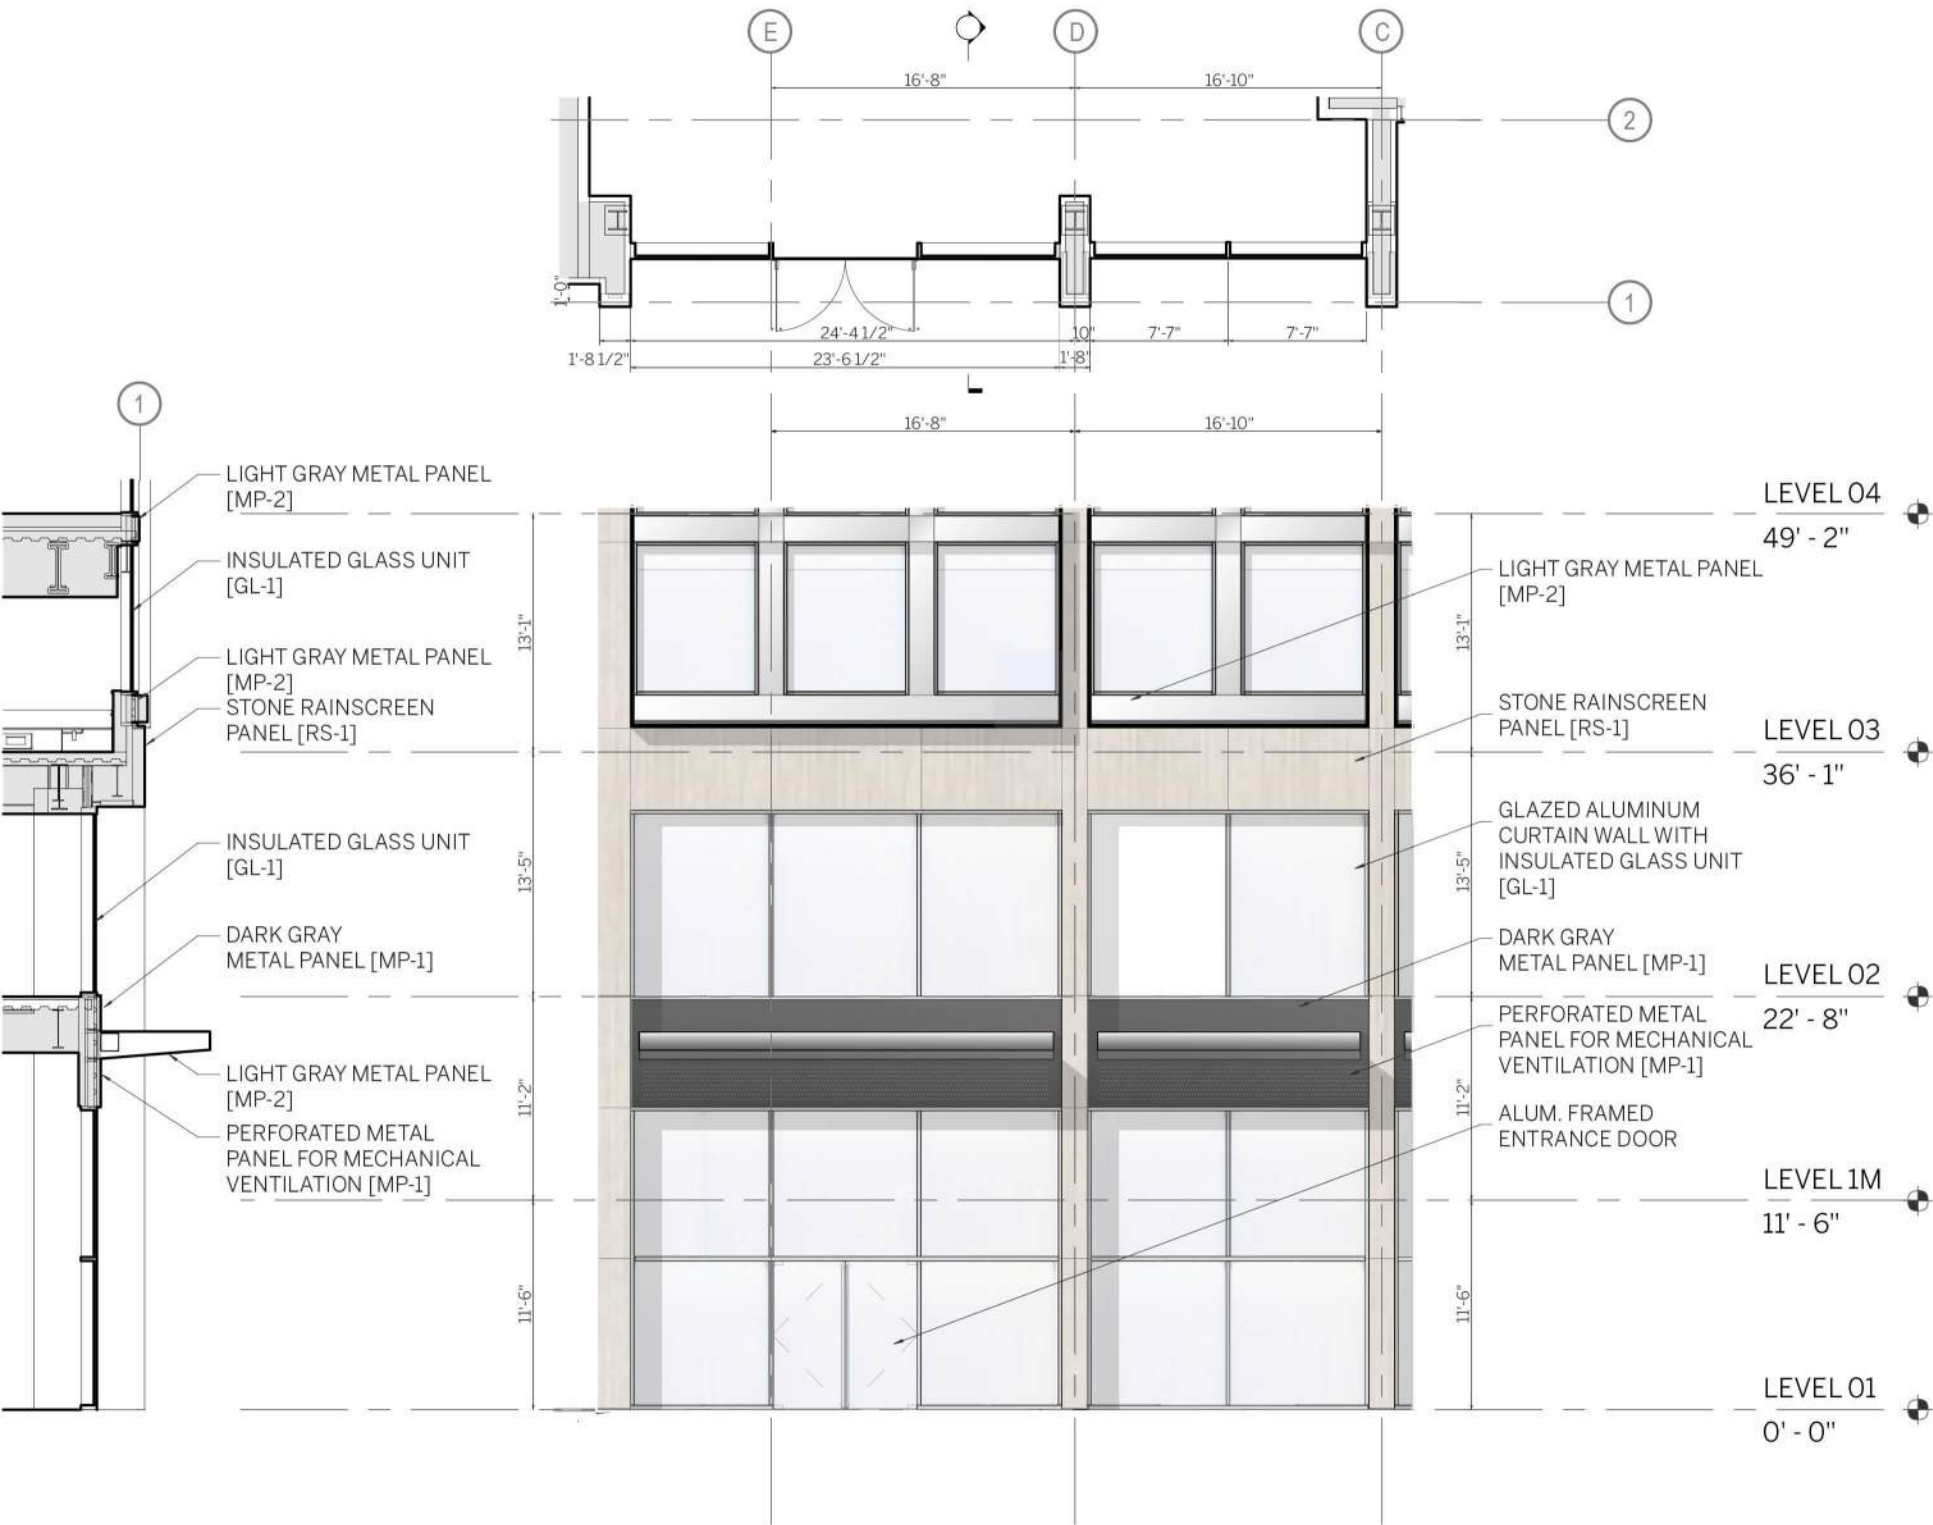 E
D
C
16'-8"
16'-10"
2
1'-0"
1
24'-4 1/2"
10"
7'-7"
7'-7"
1'-8 1/2"
23'-6 1/2"
1'-8"
1
16'-8"
16'-10"
LIGHT GRAY METAL PANEL
[MP-2]
INSULATED GLASS UNIT
[GL-1]
LIGHT GRAY METAL PANEL
[MP-2]
STONE RAINSCREEN
PANEL [RS-1]
INSULATED GLASS UNIT
[GL-1]
DARK GRAY
METAL PANEL [MP-1]
LIGHT GRAY METAL PANEL
[MP-2]
PERFORATED METAL
PANEL FOR MECHANICAL
VENTILATION [MP-1]
13'-1"
13'-5"
11'-2"
11'-6"
13'-1"
13'-5"
11'-2"
11'-6"
LIGHT GRAY METAL PANEL
[MP-2]
STONE RAINSCREEN
PANEL [RS-1]
GLAZED ALUMINUM
CURTAIN WALL WITH
INSULATED GLASS UNIT
[GL-1]
DARK GRAY
METAL PANEL [MP-1]
PERFORATED METAL
PANEL FOR MECHANICAL
VENTILATION [MP-1]
ALUM. FRAMED
ENTRANCE DOOR
LEVEL 04
49' - 2"
LEVEL 03
36' - 1"
LEVEL 02
22' - 8"
LEVEL 1M
11' - 6"
LEVEL 01
0' - 0"